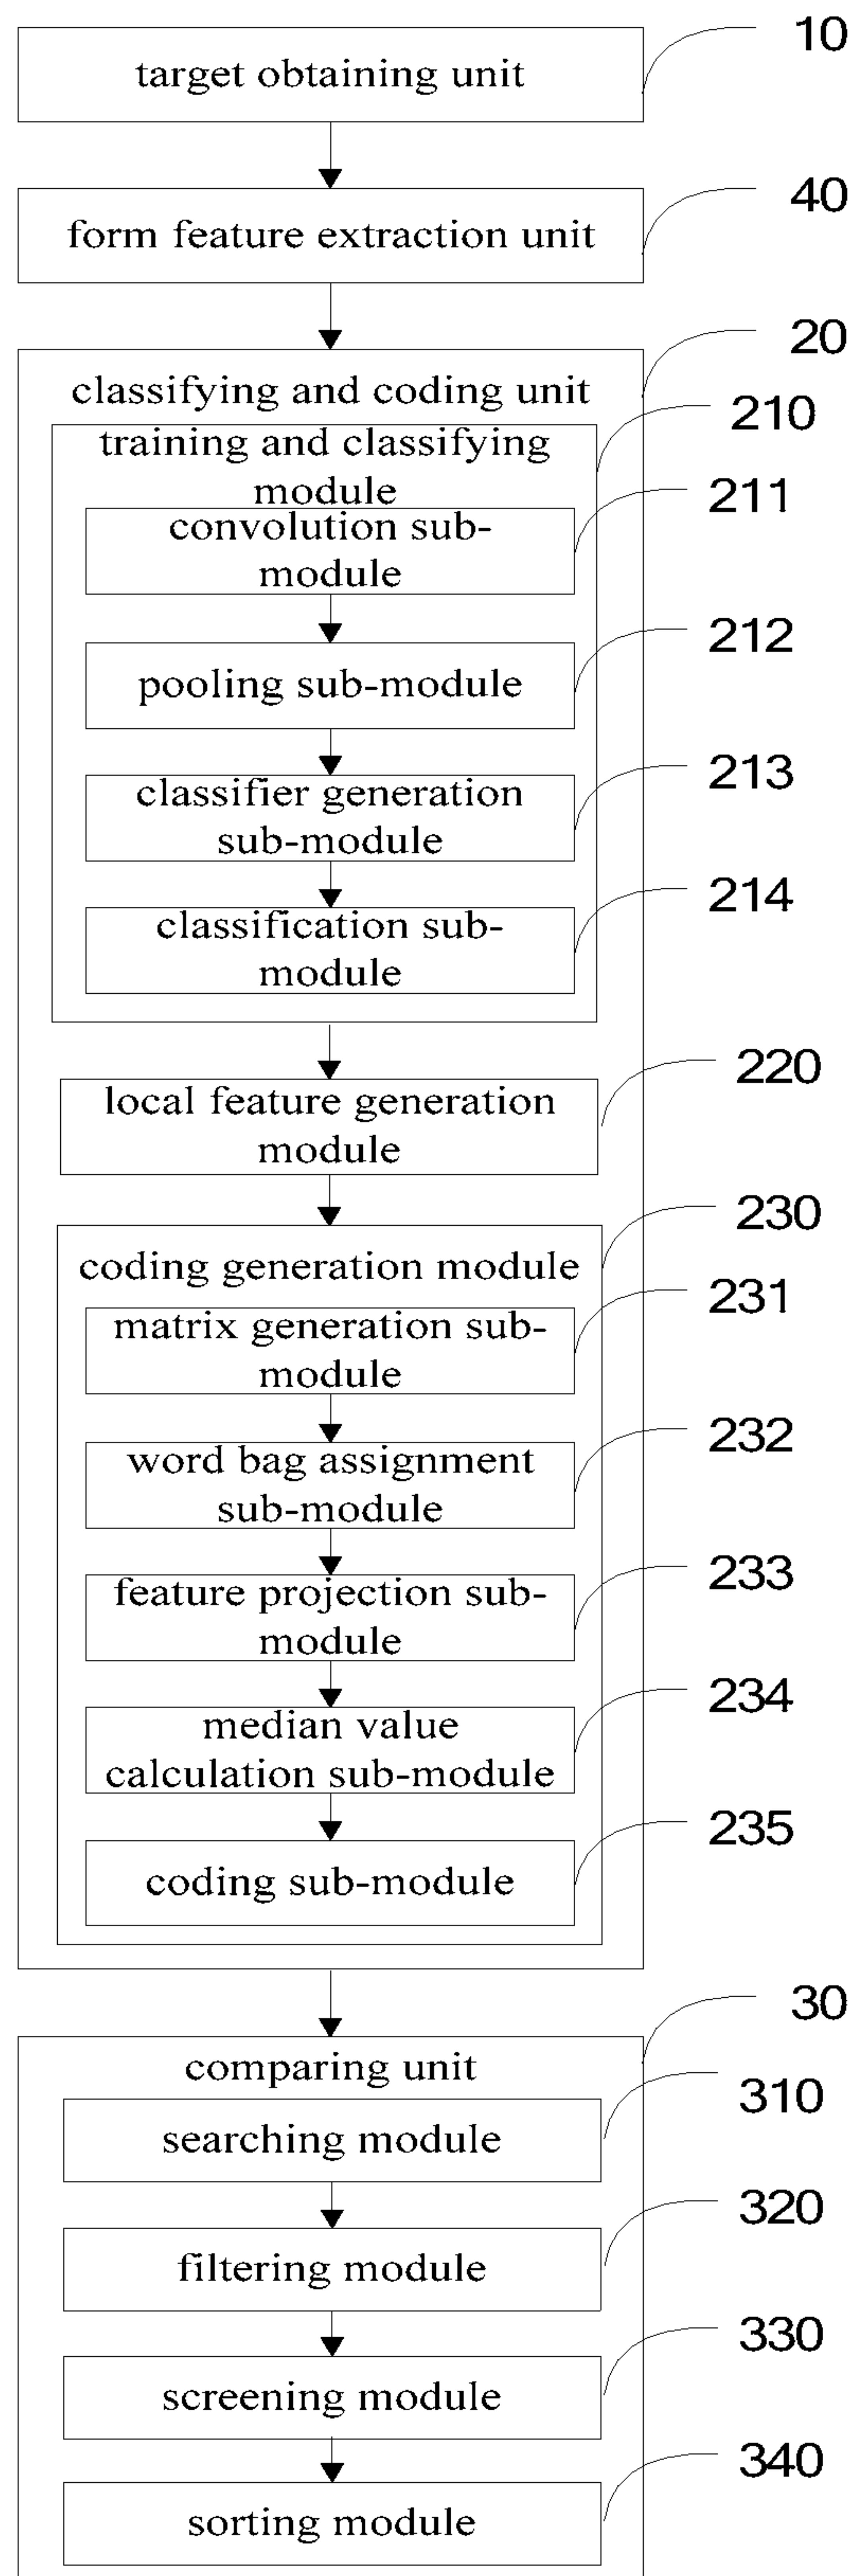 10
target obtaining unit
40
form feature extraction unit
20
classifying and coding unit
210
training and classifying
module
211
convolution sub-
module
212
pooling sub-module
213
classifier generation
sub-module
214
classification sub-
module
220
local feature generation
module
230
coding generation module
231
matrix generation sub-
module
232
word bag assignment
sub-module
233
feature projection sub-
module
234
median value
calculation sub-module
235
coding sub-module
30
comparing unit
310
searching module
320
filtering module
330
screening module
340
sorting module